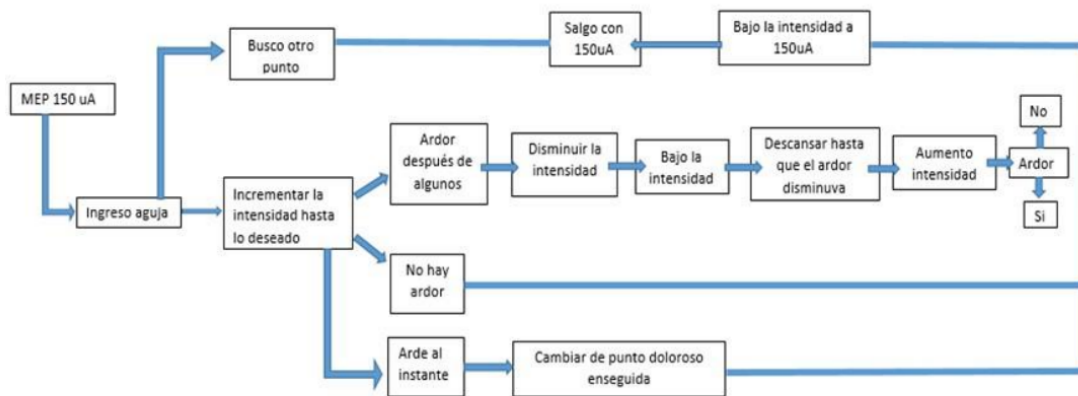 MEP 150 uA
Ingreso aguja
Busco otro
punto
Salgo con
150uA
Bajo la intensidad a
150uA
Incrementar la
intensidad hasta
lo deseado
Ardor
después de
algunos
Disminuir la
intensidad
Bajo la
intensidad
Descansar hasta
que el ardor
disminuva
Aumento
intensidad
No
Ardor
Si
No hay
ardor
Arde al
instante
Cambiar de punto doloroso
enseguida